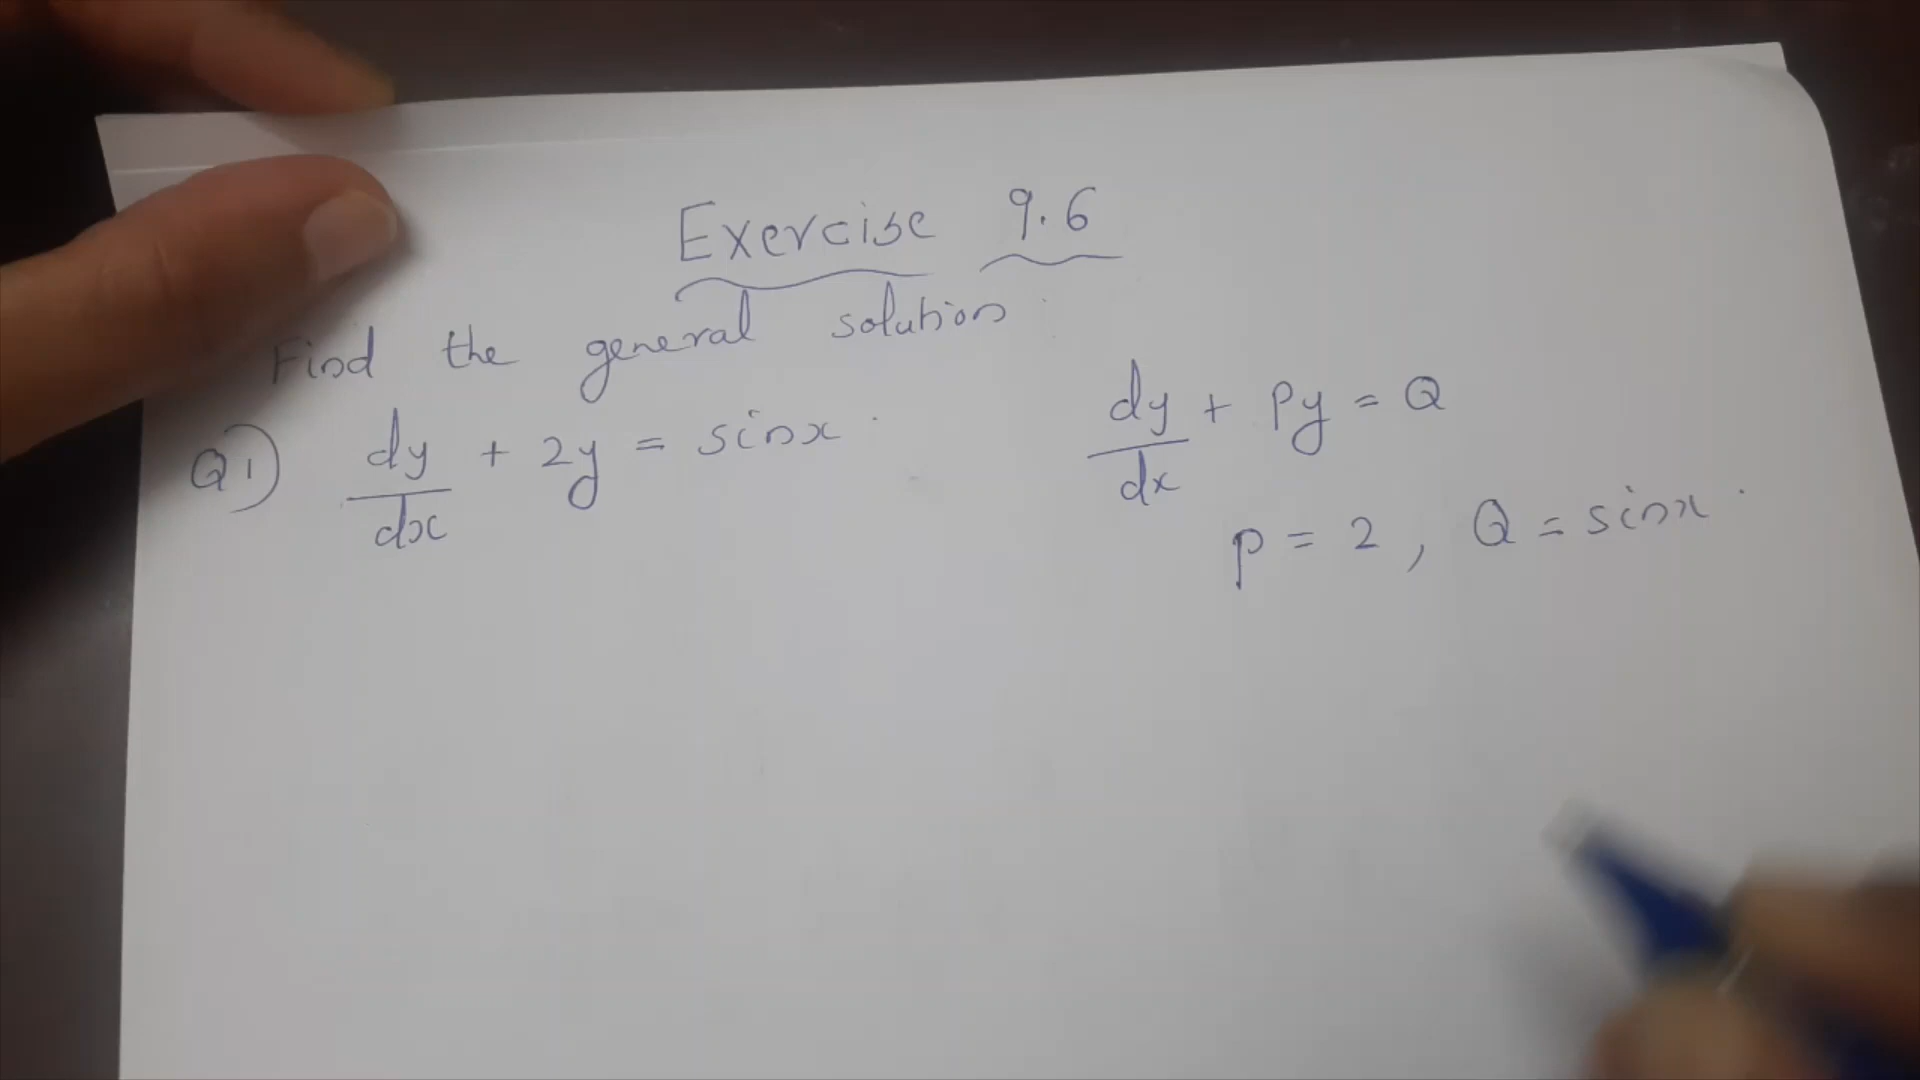 Exercise 9.6
Find the general solution.
Q1) dy/dx + 2y = sinx.
dy/dx + Py = Q
P = 2, Q = sinx.